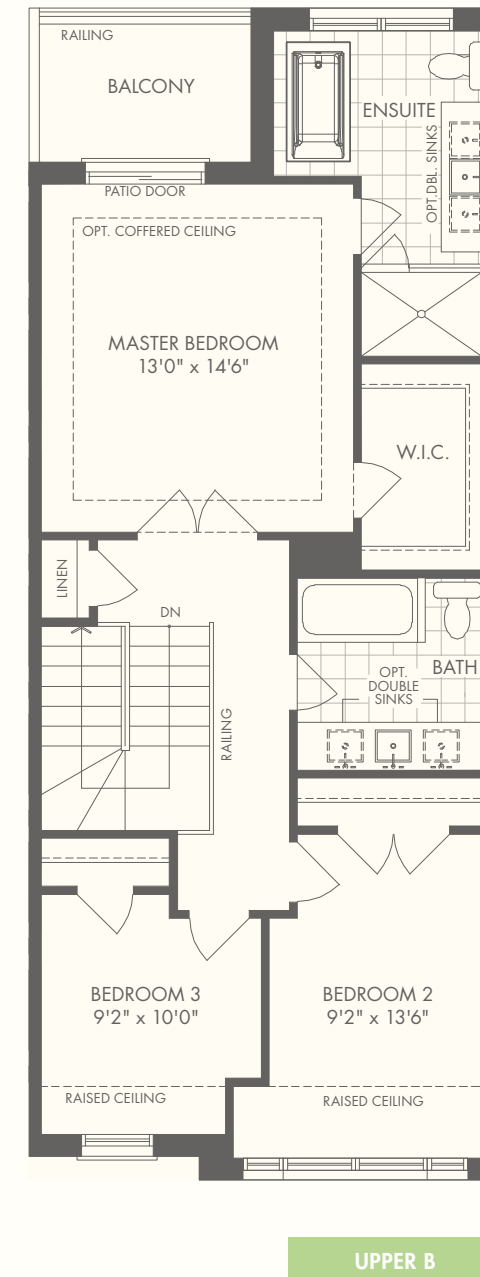 RAILING
BALCONY
ENSUITE
OPT.DBL. SINKS
PATIO DOOR
OPT. COFFERED CEILING
MASTER BEDROOM
13'0" x 14'6"
W.I.C.
LINEN
DN
RAILING
BATH
OPT.
DOUBLE
SINKS
BEDROOM 3
9'2" x 10'0"
BEDROOM 2
9'2" x 13'6"
RAISED CEILING
RAISED CEILING
UPPER B